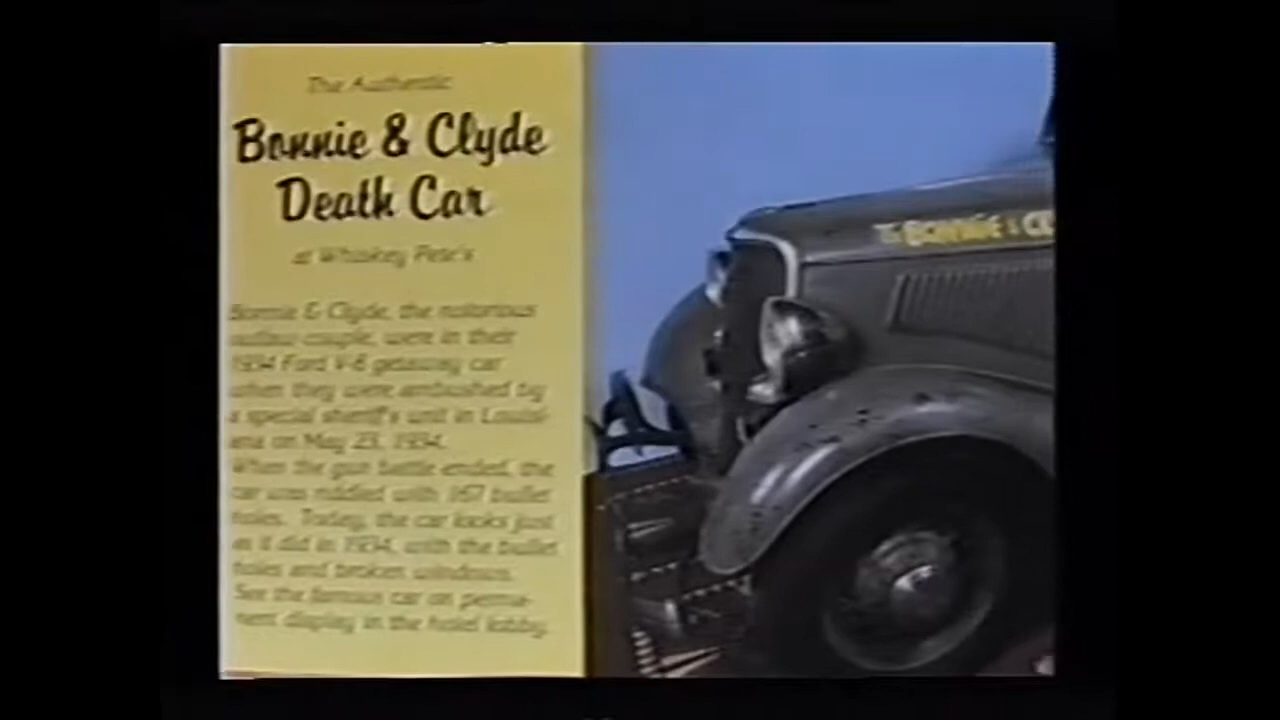 The Authentic
Bonnie & Clyde
Death Car
at Whiskey Pete's
Bonnie & Clyde, the notorious
outlaw couple, were in their
1934 Ford V-8 getaway car
when they were ambushed by
a special sheriff's unit in Louisi-
ana on May 23, 1934.
When the gun battle ended, the
car was riddled with 167 bullet
holes. Today, the car looks just
as it did in 1934, with the bullet
holes and broken windows.
See the famous car on perma-
nent display in the hotel lobby.
The BONNIE & CL